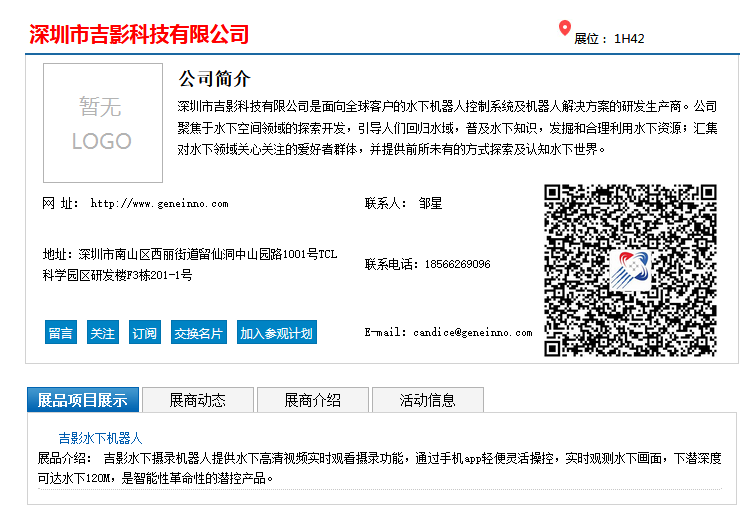 深圳市吉影科技有限公司
展位： 1H42
暂无
LOGO
公司简介
深圳市吉影科技有限公司是面向全球客户的水下机器人控制系统及机器人解决方案的研发生产商。公司
聚焦于水下空间领域的探索开发，引导人们回归水域，普及水下知识，发掘和合理利用水下资源；汇集
对水下领域关心关注的爱好者群体，并提供前所未有的方式探索及认知水下世界。
网 址： http://www.geneinno.com
联系人： 邹星
地址：深圳市南山区西丽街道留仙洞中山园路1001号TCL
科学园区研发楼F3栋201-1号
联系电话：18566269096
留言 关注 订阅 交换名片 加入参观计划
E-mail：candice@geneinno.com
展品项目展示 展商动态 展商介绍 活动信息
吉影水下机器人
展品介绍： 吉影水下摄录机器人提供水下高清视频实时观看摄录功能，通过手机app轻便灵活操控，实时观测水下画面，下潜深度
可达水下120M，是智能性革命性的潜控产品。